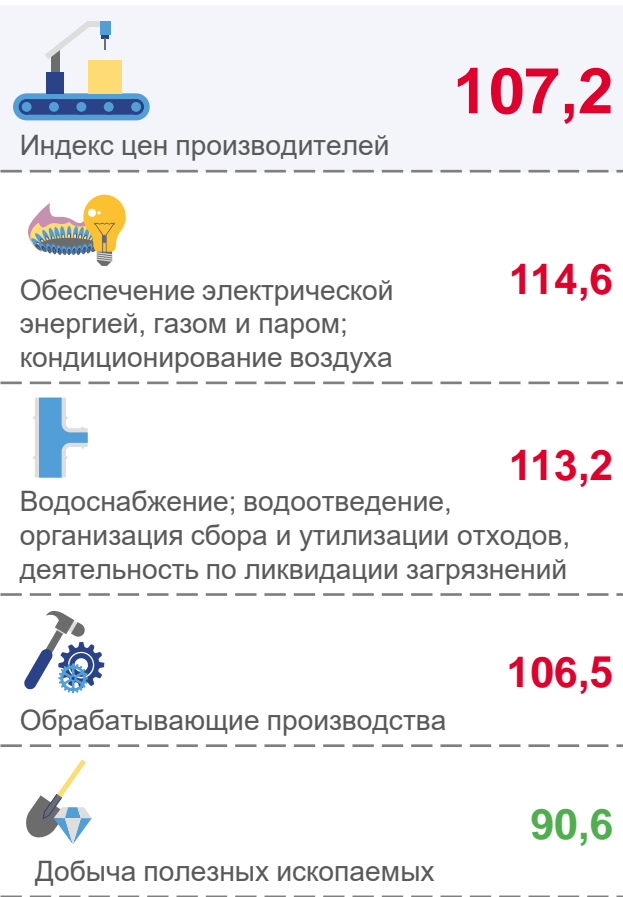 107,2
Индекс цен производителей
114,6
Обеспечение электрической
энергией, газом и паром;
кондиционирование воздуха
113,2
Водоснабжение; водоотведение,
организация сбора и утилизации отходов,
деятельность по ликвидации загрязнений
106,5
Обрабатывающие производства
90,6
Добыча полезных ископаемых